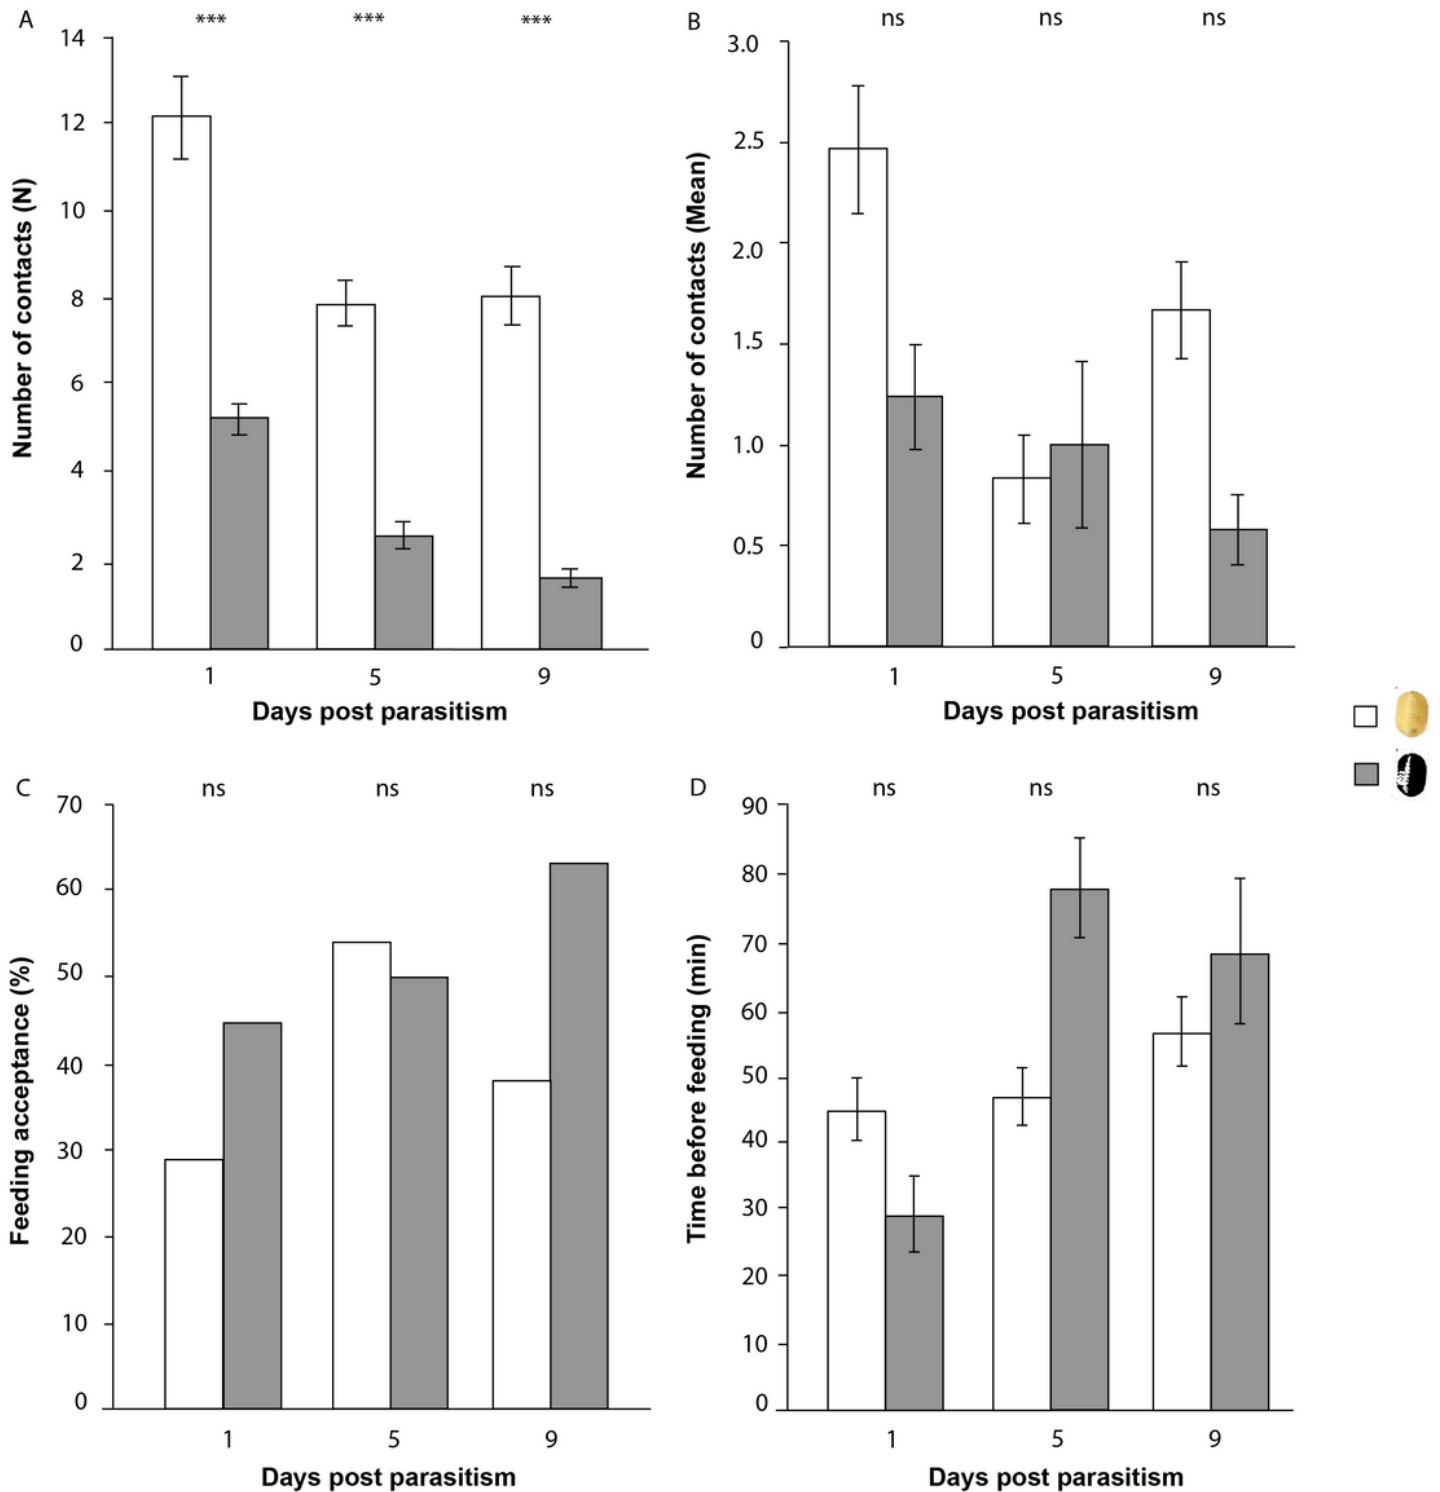 A
*** *** ***
14
12
10
8
6
4
2
0
Number of contacts (N)
1 5 9
Days post parasitism
B
ns ns ns
3.0
2.5
2.0
1.5
1.0
0.5
0
Number of contacts (Mean)
1 5 9
Days post parasitism
C
ns ns ns
70
60
50
40
30
20
10
0
Feeding acceptance (%)
1 5 9
Days post parasitism
D
ns ns ns
90
80
70
60
50
40
30
20
10
0
Time before feeding (min)
1 5 9
Days post parasitism